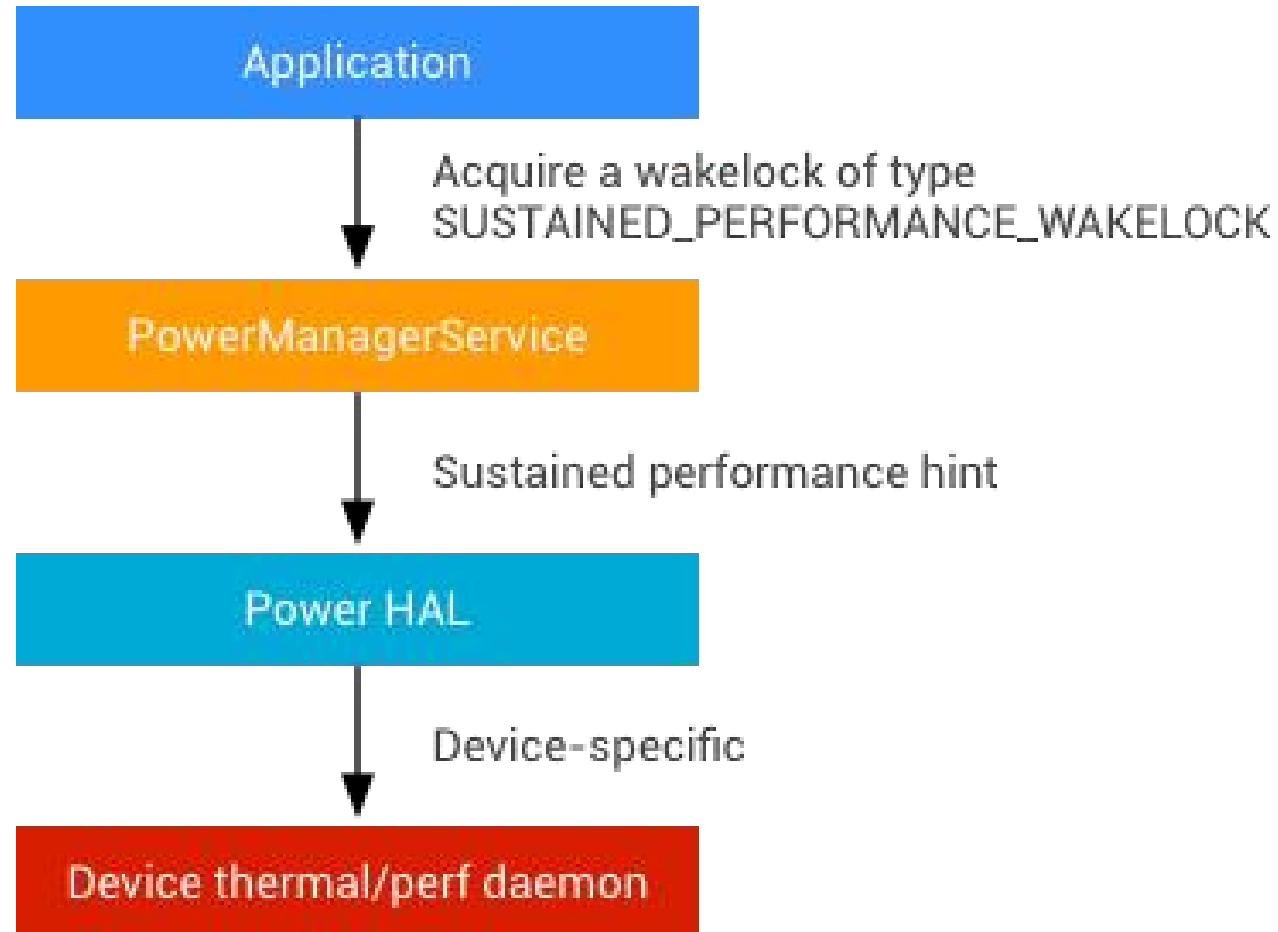 Application
Acquire a wakelock of type
SUSTAINED_PERFORMANCE_WAKELOCK
PowerManagerService
Sustained performance hint
Power HAL
Device-specific
Device thermal/perf daemon